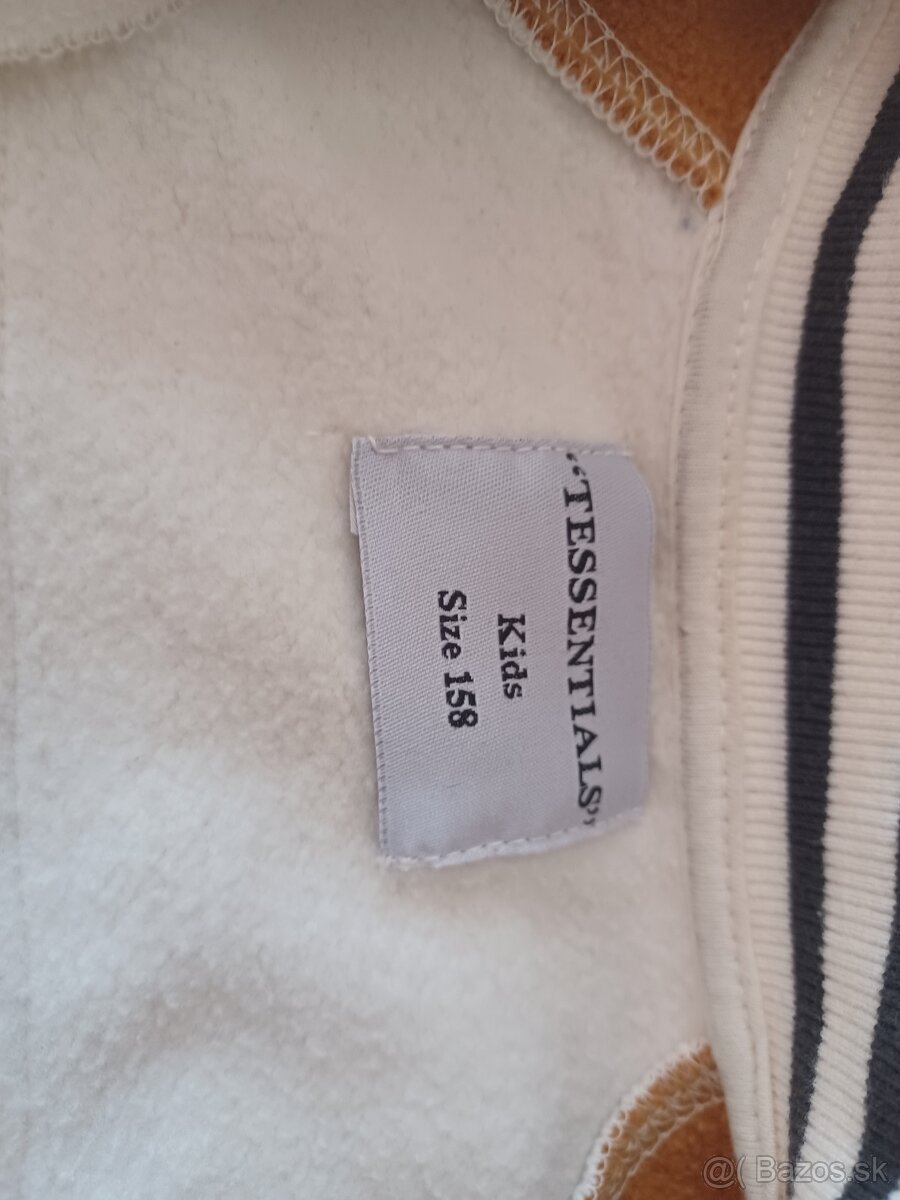 “TESSENTIALS”
Kids
Size 158
@( Bazos.sk